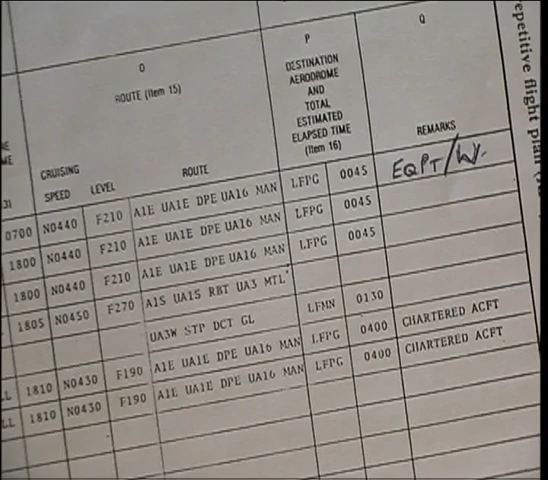 O
P
Q
ROUTE (Item 15)
DESTINATION
AERODROME
AND
TOTAL
ESTIMATED
ELAPSED TIME
(Item 16)
REMARKS
CRUISING
SPEED LEVEL ROUTE
0700 N0440 F210 A1E UA1E DPE UA16 MAN LFPG 0045 EQPT/W.
1800 N0440 F210 A1E UA1E DPE UA16 MAN LFPG 0045
1800 N0440 F210 A1E UA1E DPE UA16 MAN LFPG 0045
1805 N0450 F270 A1S UA1S RBT UA3 MTL
UA3W STP DCT GL LFMN 0130
LL 1810 N0430 F190 A1E UA1E DPE UA16 MAN LFPG 0400 CHARTERED ACFT
LL 1810 N0430 F190 A1E UA1E DPE UA16 MAN LFPG 0400 CHARTERED ACFT
epetitive flight plan